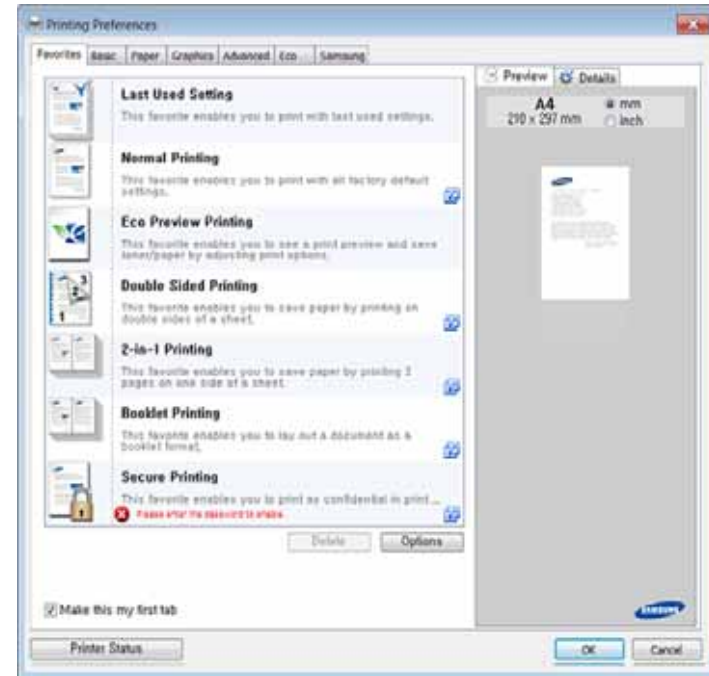 Printing Preferences
Favorites Basic Paper Graphics Advanced Eco Samsung
Last Used Setting
This favorite enables you to print with last used settings.
Normal Printing
This favorite enables you to print with all factory default
settings.
Eco Preview Printing
This favorite enables you to see a print preview and save
toner/paper by adjusting print options.
Double Sided Printing
This favorite enables you to save paper by printing on
double sides of a sheet.
2-in-1 Printing
This favorite enables you to save paper by printing 2
pages on one side of a sheet.
Booklet Printing
This favorite enables you to lay out a document as a
booklet format.
Secure Printing
This favorite enables you to print as confidential in print ...
Please enter the password to enable.
Delete Options
Make this my first tab
Printer Status
Preview Details
A4
210 x 297 mm
mm
inch
SAMSUNG
OK Cancel